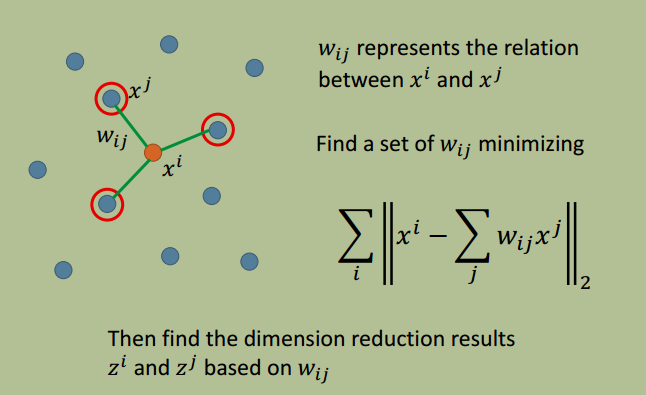 w_{ij} represents the relation
between x^i and x^j
x^j
w_{ij}
x^i
Find a set of w_{ij} minimizing
\sum_i \left\| x^i - \sum_j w_{ij} x^j \right\|_2
Then find the dimension reduction results
z^i and z^j based on w_{ij}